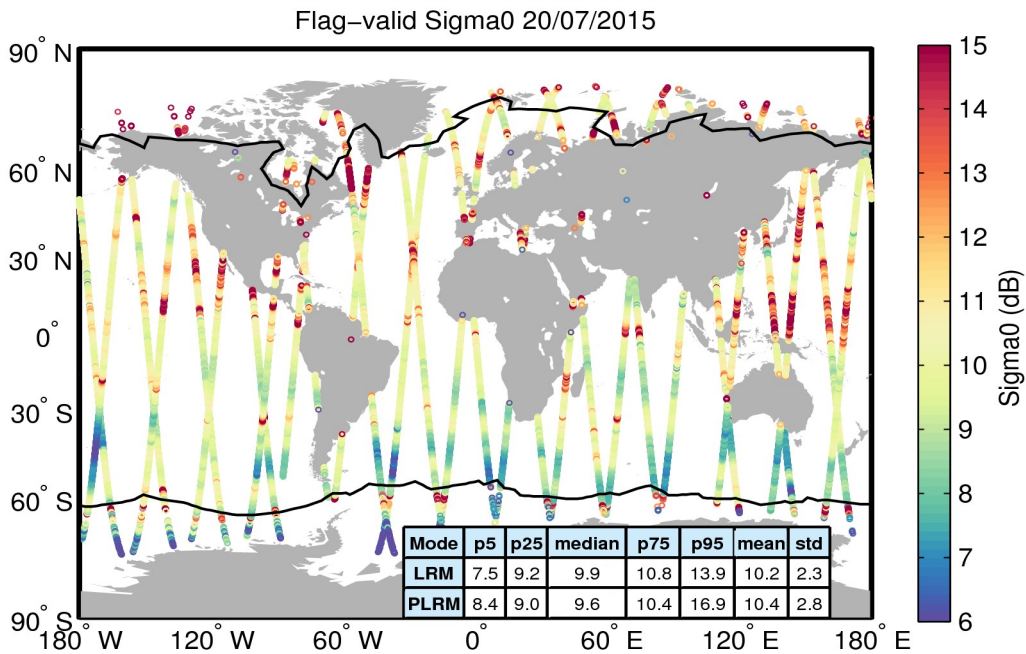 Flag−valid Sigma0 20/07/2015
90° N
60° N
30° N
0°
30° S
60° S
90° S
180° W
120° W
60° W
0°
60° E
120° E
180° E
15
14
13
12
11
10
9
8
7
6
Sigma0 (dB)
Mode p5 p25 median p75 p95 mean std
LRM 7.5 9.2 9.9 10.8 13.9 10.2 2.3
PLRM 8.4 9.0 9.6 10.4 16.9 10.4 2.8